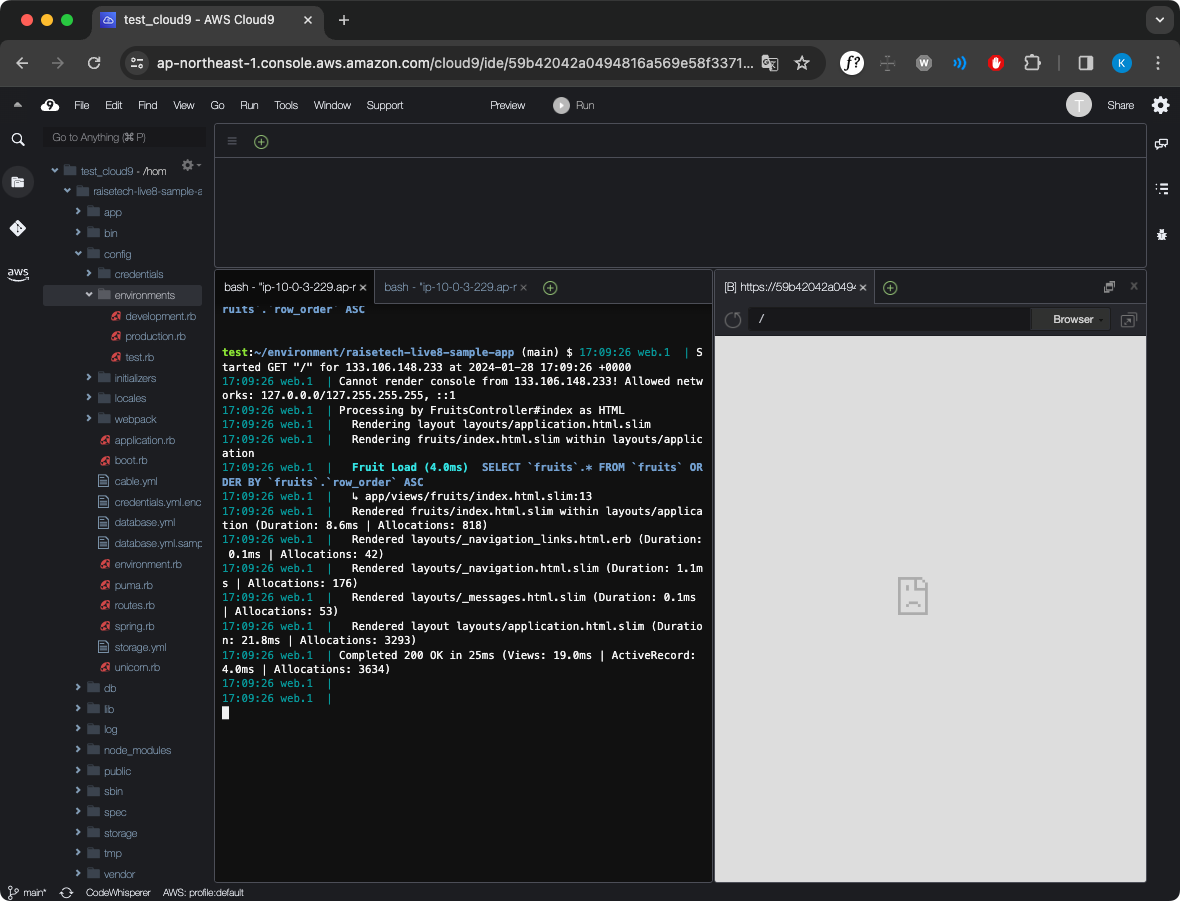 test_cloud9 - AWS Cloud9
ap-northeast-1.console.aws.amazon.com/cloud9/ide/59b42042a0494816a569e58f3371...
f?
W
K
9
File Edit Find View Go Run Tools Window Support Preview Run T Share
Go to Anything (⌘ P)
test_cloud9 - /hom
raisetech-live8-sample-a
app
bin
config
credentials
environments
development.rb
production.rb
test.rb
initializers
locales
webpack
application.rb
boot.rb
cable.yml
credentials.yml.enc
database.yml
database.yml.samp
environment.rb
puma.rb
routes.rb
spring.rb
storage.yml
unicorn.rb
db
lib
log
node_modules
public
sbin
spec
storage
tmp
vendor
aws
bash - "ip-10-0-3-229.ap-r × bash - "ip-10-0-3-229.ap-r ×
ruits`.`row_order` ASC
test:~/environment/raisetech-live8-sample-app (main) $ 17:09:26 web.1  | S
tarted GET "/" for 133.106.148.233 at 2024-01-28 17:09:26 +0000
17:09:26 web.1  | Cannot render console from 133.106.148.233! Allowed netw
orks: 127.0.0.0/127.255.255.255, ::1
17:09:26 web.1  | Processing by FruitsController#index as HTML
17:09:26 web.1  |   Rendering layout layouts/application.html.slim
17:09:26 web.1  |   Rendering fruits/index.html.slim within layouts/applic
ation
17:09:26 web.1  |   Fruit Load (4.0ms)  SELECT `fruits`.* FROM `fruits` OR
DER BY `fruits`.`row_order` ASC
17:09:26 web.1  |   ↳ app/views/fruits/index.html.slim:13
17:09:26 web.1  |   Rendered fruits/index.html.slim within layouts/applica
tion (Duration: 8.6ms | Allocations: 818)
17:09:26 web.1  |   Rendered layouts/_navigation_links.html.erb (Duration:
 0.1ms | Allocations: 42)
17:09:26 web.1  |   Rendered layouts/_navigation.html.slim (Duration: 1.1m
s | Allocations: 176)
17:09:26 web.1  |   Rendered layouts/_messages.html.slim (Duration: 0.1ms
| Allocations: 53)
17:09:26 web.1  |   Rendered layout layouts/application.html.slim (Duratio
n: 21.8ms | Allocations: 3293)
17:09:26 web.1  | Completed 200 OK in 25ms (Views: 19.0ms | ActiveRecord:
4.0ms | Allocations: 3634)
17:09:26 web.1  |
17:09:26 web.1  |
[B] https://59b42042a0494 ×
/
Browser
main* CodeWhisperer AWS: profile:default